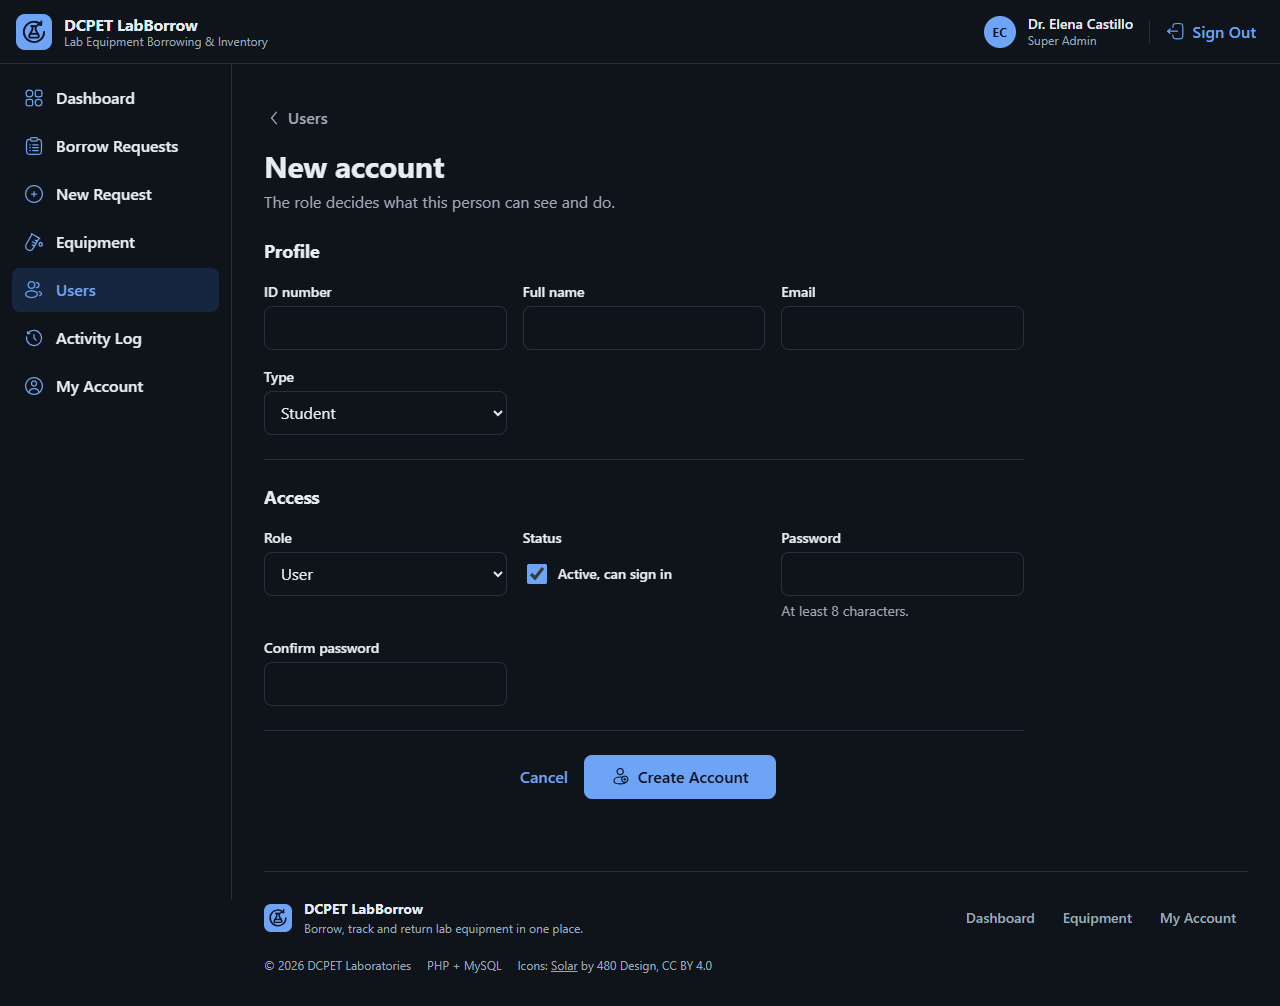 DCPET LabBorrow
Lab Equipment Borrowing & Inventory
EC
Dr. Elena Castillo
Super Admin
Sign Out
Dashboard
Borrow Requests
New Request
Equipment
Users
Activity Log
My Account
Users
New account
The role decides what this person can see and do.
Profile
ID number
Full name
Email
Type
Student
Access
Role
Status
Password
User
Active, can sign in
At least 8 characters.
Confirm password
Cancel
Create Account
DCPET LabBorrow
Borrow, track and return lab equipment in one place.
Dashboard
Equipment
My Account
© 2026 DCPET Laboratories
PHP + MySQL
Icons: Solar by 480 Design, CC BY 4.0